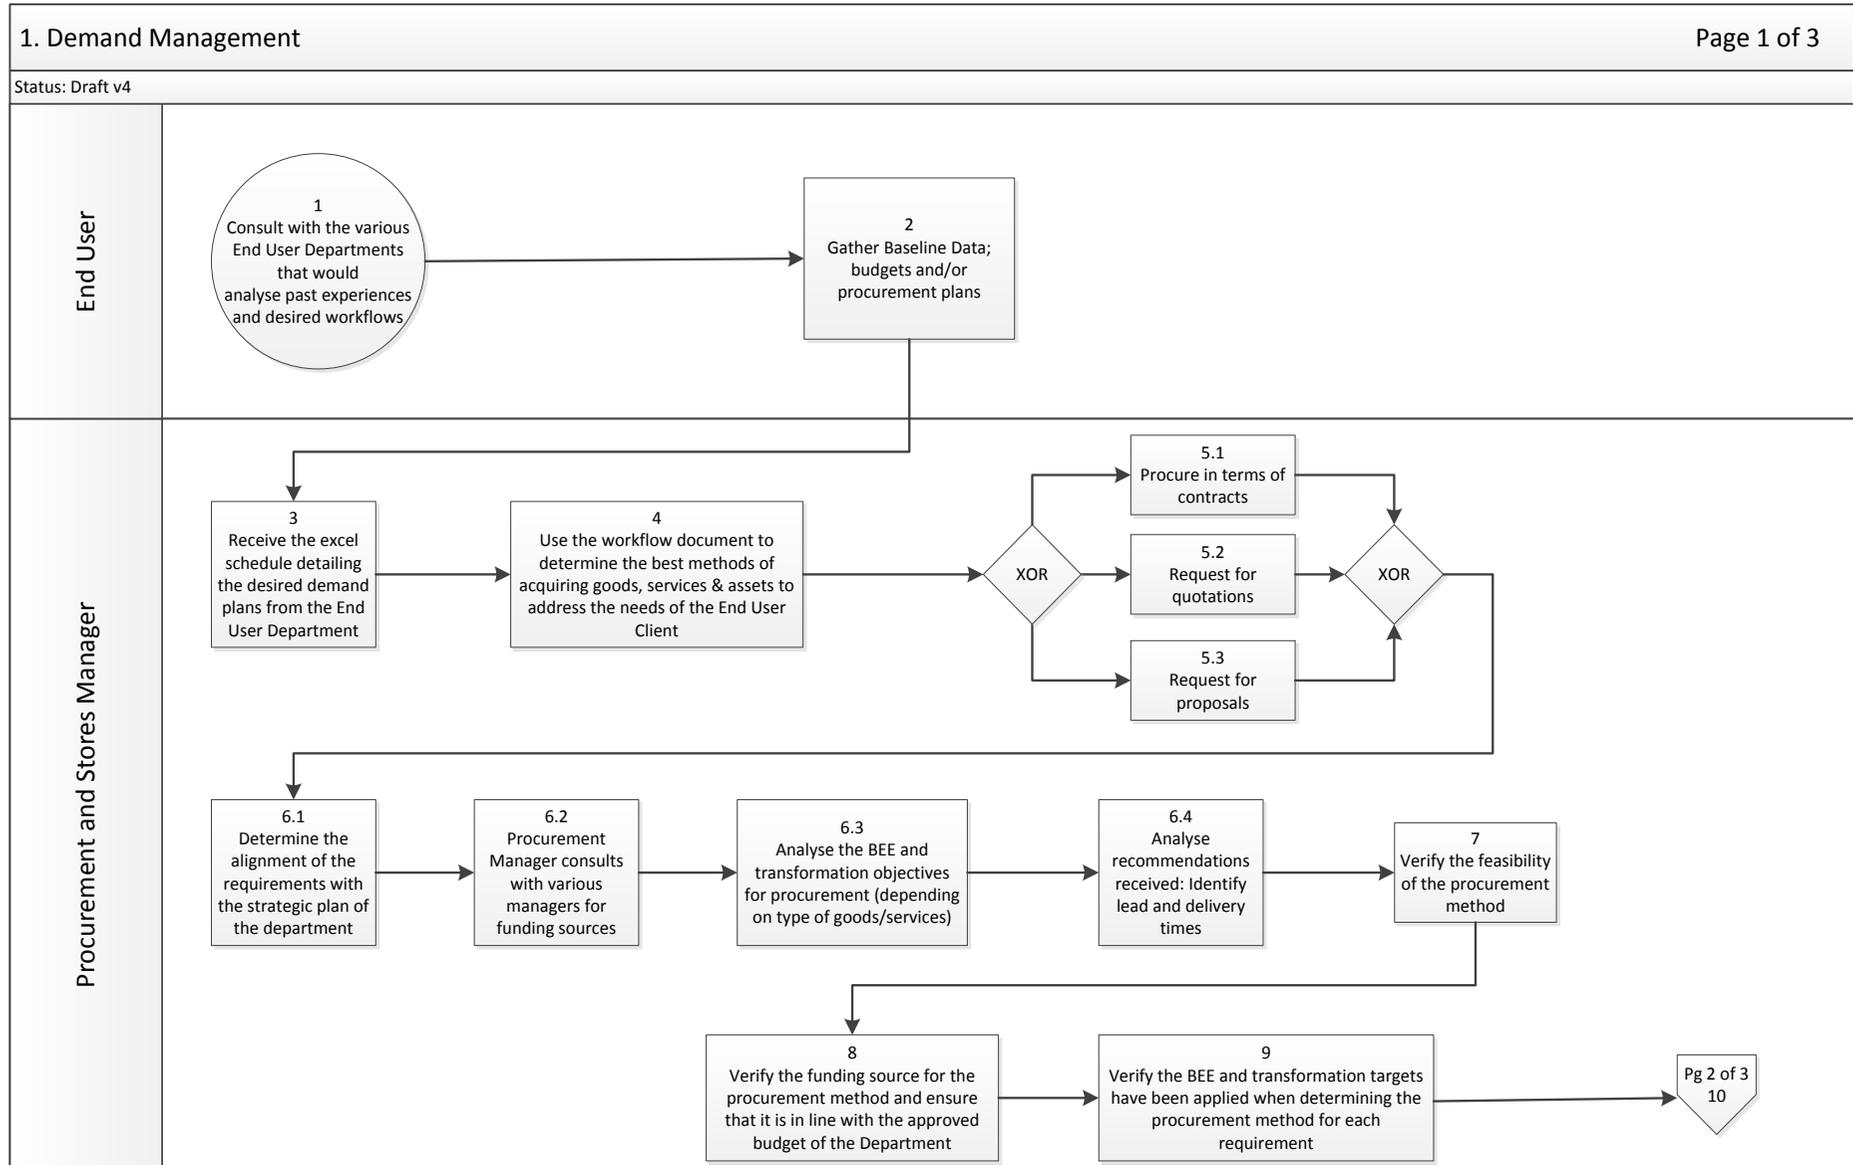 1. Demand Management
Page 1 of 3
Status: Draft v4
End User
1
Consult with the various
End User Departments
that would
analyse past experiences
and desired workflows
2
Gather Baseline Data;
budgets and/or
procurement plans
Procurement and Stores Manager
3
Receive the excel
schedule detailing
the desired demand
plans from the End
User Department
4
Use the workflow document to
determine the best methods of
acquiring goods, services & assets to
address the needs of the End User
Client
XOR
5.1
Procure in terms of
contracts
5.2
Request for
quotations
5.3
Request for
proposals
XOR
6.1
Determine the
alignment of the
requirements with
the strategic plan of
the department
6.2
Procurement
Manager consults
with various
managers for
funding sources
6.3
Analyse the BEE and
transformation objectives
for procurement (depending
on type of goods/services)
6.4
Analyse
recommendations
received: Identify
lead and delivery
times
7
Verify the feasibility
of the procurement
method
8
Verify the funding source for the
procurement method and ensure
that it is in line with the approved
budget of the Department
9
Verify the BEE and transformation targets
have been applied when determining the
procurement method for each
requirement
Pg 2 of 3
10